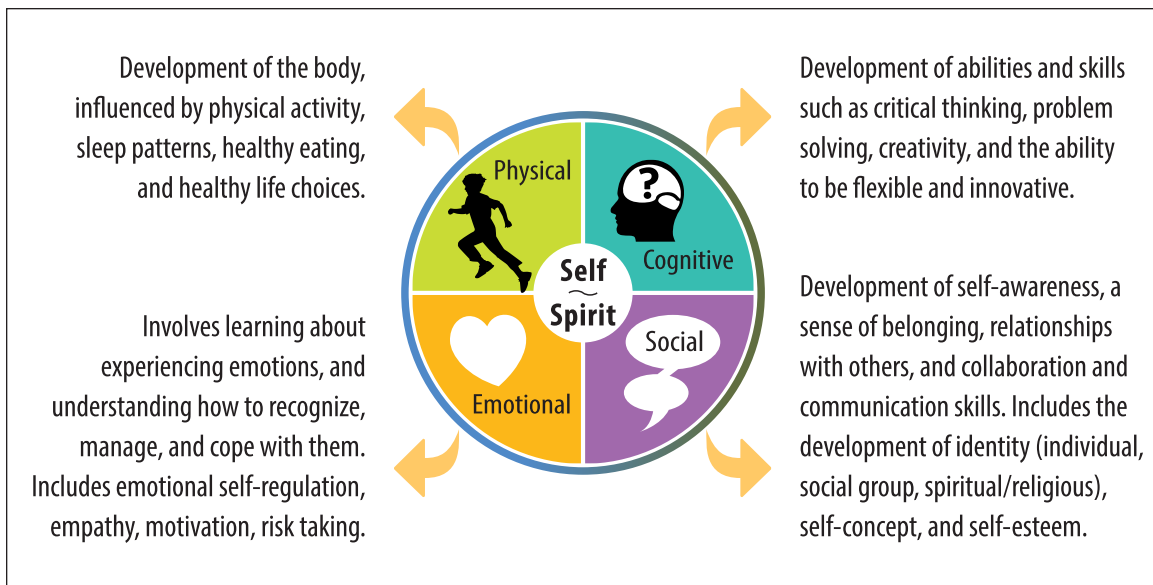 Development of the body,
influenced by physical activity,
sleep patterns, healthy eating,
and healthy life choices.
Development of abilities and skills
such as critical thinking, problem
solving, creativity, and the ability
to be flexible and innovative.
Physical
?
Cognitive
Self
~
Spirit
Emotional
Social
Involves learning about
experiencing emotions, and
understanding how to recognize,
manage, and cope with them.
Includes emotional self-regulation,
empathy, motivation, risk taking.
Development of self-awareness, a
sense of belonging, relationships
with others, and collaboration and
communication skills. Includes the
development of identity (individual,
social group, spiritual/religious),
self-concept, and self-esteem.